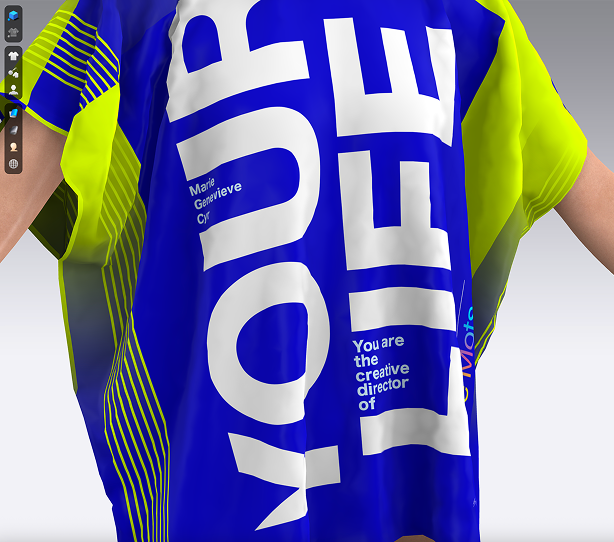 YOUR
LIFE
Marie
Genevieve
Cyr
You are
the
creative
director
of